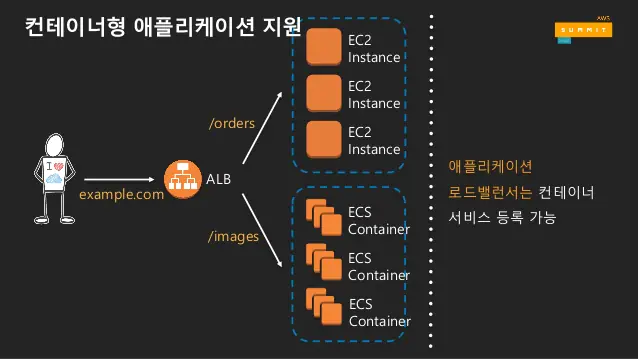 컨테이너형 애플리케이션 지원
AWS
SUMMIT
EC2
Instance
EC2
Instance
EC2
Instance
/orders
I
ALB
example.com
/images
ECS
Container
ECS
Container
ECS
Container
애플리케이션
로드밸런서는 컨테이너
서비스 등록 가능